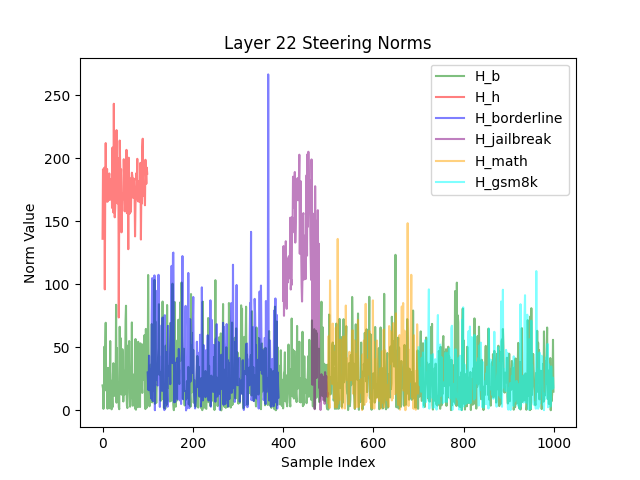 Layer 22 Steering Norms
H_b
H_h
H_borderline
H_jailbreak
H_math
H_gsm8k
Norm Value
250
200
150
100
50
0
0 200 400 600 800 1000
Sample Index